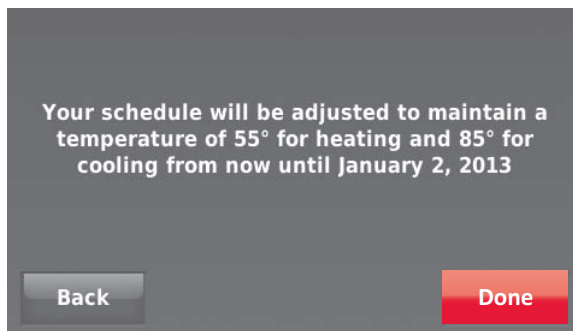 Your schedule will be adjusted to maintain a
temperature of 55° for heating and 85° for
cooling from now until January 2, 2013
Back
Done